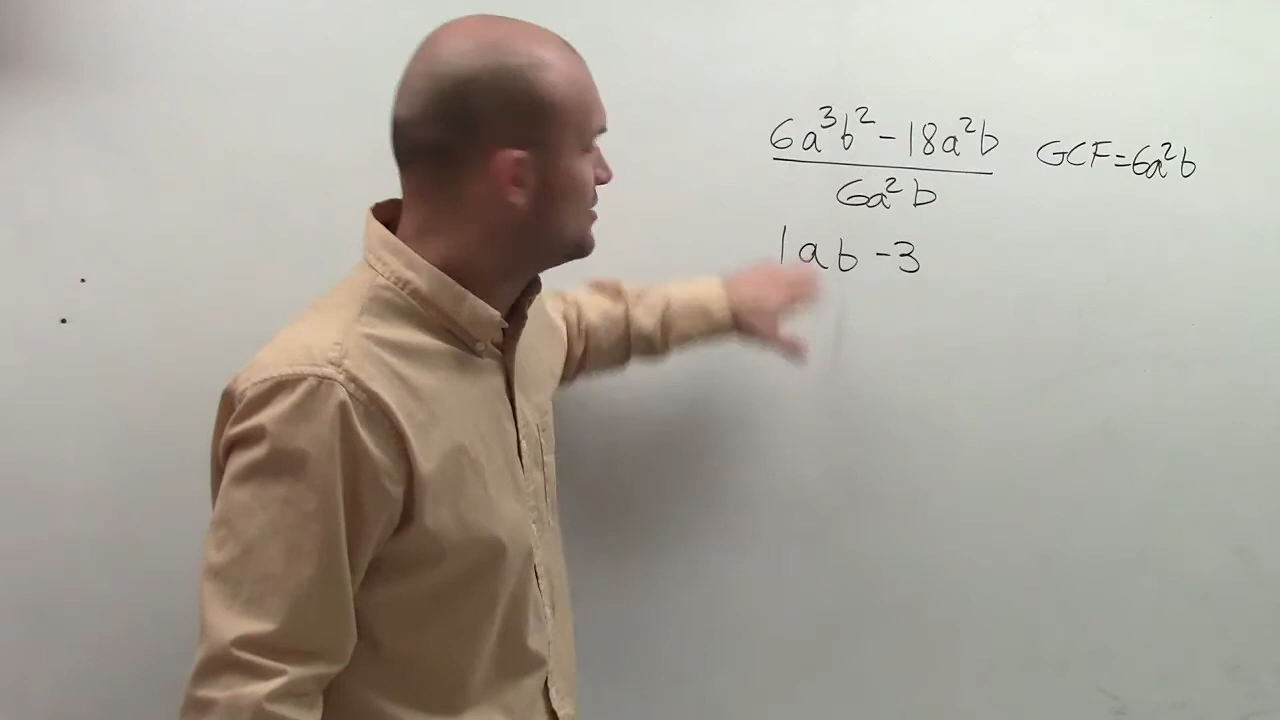 6a³b² - 18a²b
6a²b
GCF = 6a²b
1ab - 3